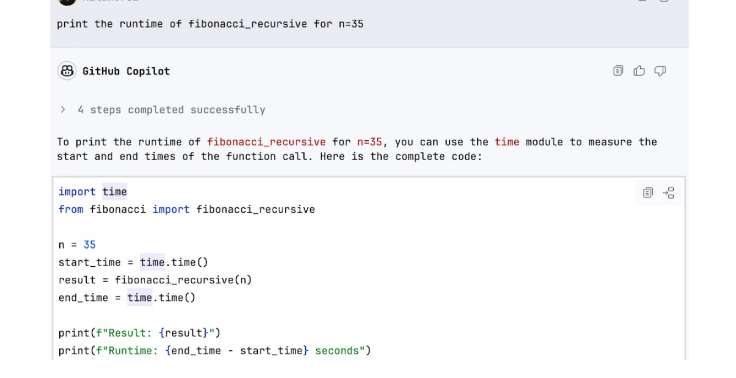 print the runtime of fibonacci_recursive for n=35
GitHub Copilot
> 4 steps completed successfully
To print the runtime of fibonacci_recursive for n=35, you can use the time module to measure the
start and end times of the function call. Here is the complete code:
import time
from fibonacci import fibonacci_recursive
n = 35
start_time = time.time()
result = fibonacci_recursive(n)
end_time = time.time()
print(f"Result: {result}")
print(f"Runtime: {end_time - start_time} seconds")